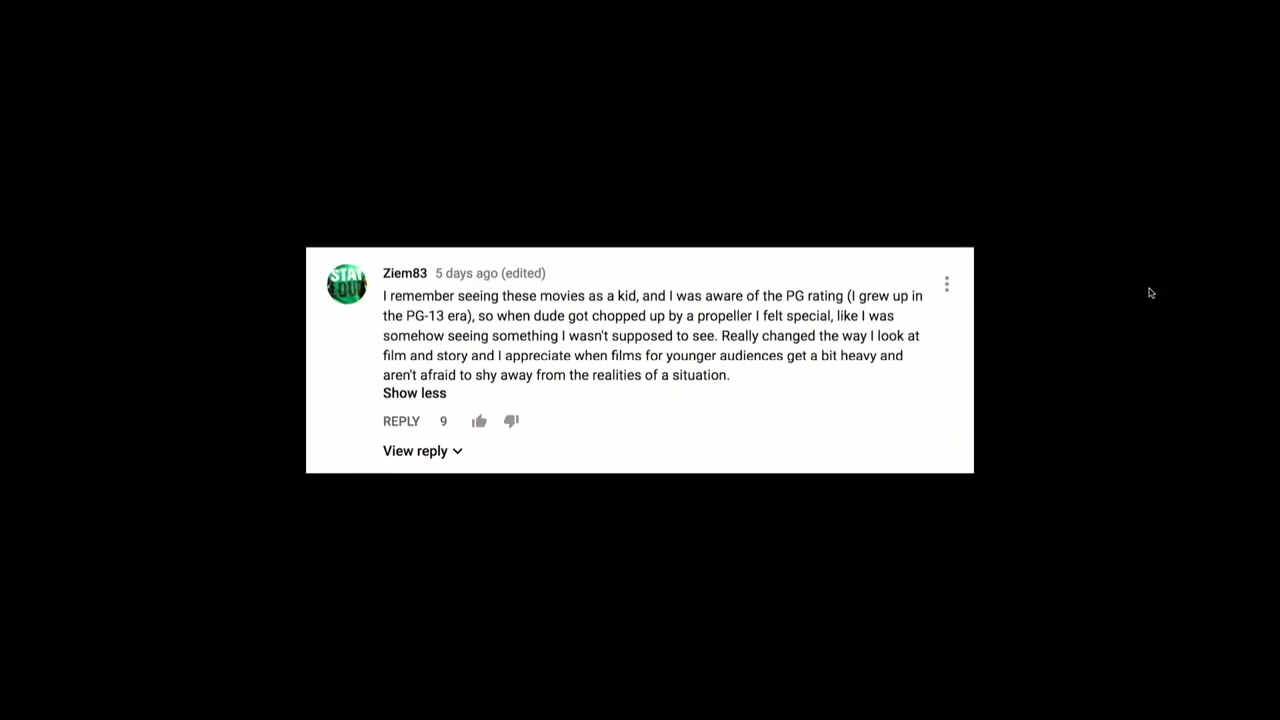 STAY
OUT
Ziem83 5 days ago (edited)
I remember seeing these movies as a kid, and I was aware of the PG rating (I grew up in
the PG-13 era), so when dude got chopped up by a propeller I felt special, like I was
somehow seeing something I wasn't supposed to see. Really changed the way I look at
film and story and I appreciate when films for younger audiences get a bit heavy and
aren't afraid to shy away from the realities of a situation.
Show less
REPLY 9
View reply